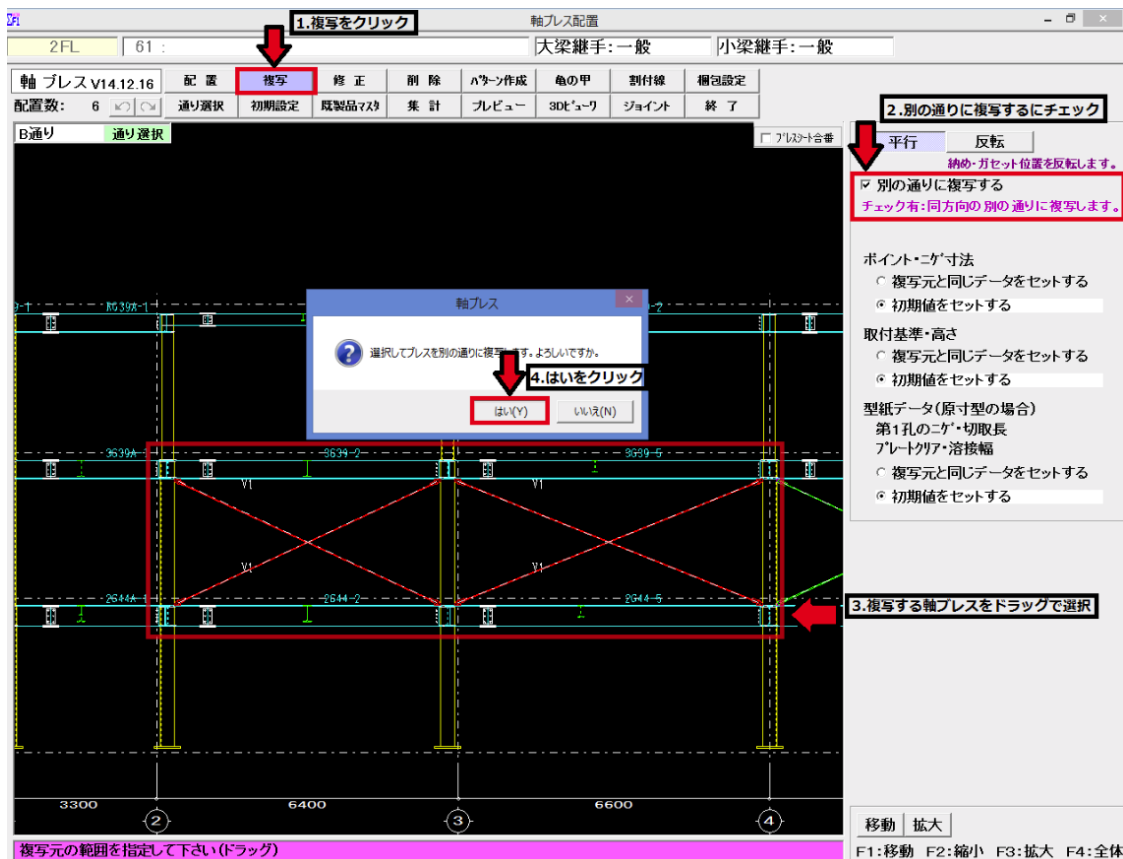 1.複写をクリック
軸ブレス配置
2FL 61 : 大梁継手:一般 小梁継手:一般
軸 ブレス V14.12.16 配 置 複写 修 正 削 除 パターン作成 亀の甲 割付線 梱包設定
配置数: 6 通り選択 初期設定 既製品マスタ 集 計 プレビュー 3Dビューワ ジョイント 終 了
2.別の通りに複写するにチェック
B通り 通り選択 ブレスシート合番
平行 反転
納め・ガセット位置を反転します。
別の通りに複写する
チェック有:同方向の別の通りに複写します。
ポイント・ニゲ寸法
複写元と同じデータをセットする
初期値をセットする
取付基準・高さ
複写元と同じデータをセットする
初期値をセットする
型紙データ(原寸型の場合)
第1孔のニゲ・切取長
プレートクリア・溶接幅
複写元と同じデータをセットする
初期値をセットする
軸ブレス
選択してブレスを別の通りに複写します。よろしいですか。
4.はいをクリック
はい(Y) いいえ(N)
3639-2 3639-5
V1 V1
V1 V1
2644A-1 2644-2 2644-5
3.複写する軸ブレスをドラッグで選択
3300 6400 6600
2 3 4
移動 拡大
複写元の範囲を指定して下さい(ドラッグ)
F1:移動 F2:縮小 F3:拡大 F4:全体